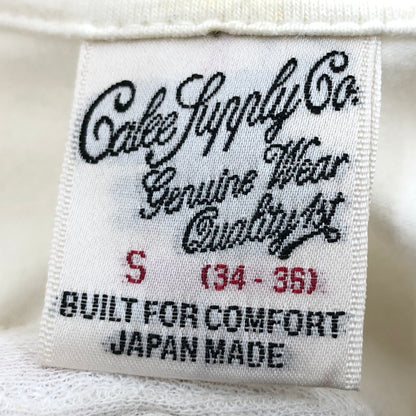 Calee Supply Co.
Genuine Wear
Quality 1st
S (34 - 36)
BUILT FOR COMFORT
JAPAN MADE